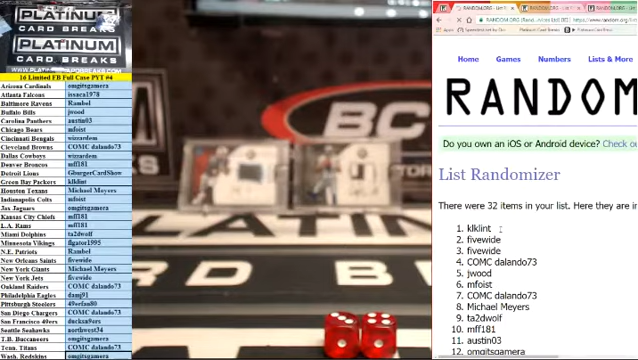 PLATINUM
CARD BREAKS
PLATINUM
CARD BREAKS
16 Limited FB Full Case PYT #4
Arizona Cardinals omgitsgamera
Atlanta Falcons issaca1978
Baltimore Ravens Rambel
Buffalo Bills jwood
Carolina Panthers austin03
Chicago Bears mfoist
Cincinnati Bengals wizzardem
Cleveland Browns COMC dalando73
Dallas Cowboys wizzardem
Denver Broncos mff181
Detroit Lions GburgerCardShow
Green Bay Packers klklint
Houston Texans Michael Meyers
Indianapolis Colts mfoist
Jax Jaguars omgitsgamera
Kansas City Chiefs mff181
L.A. Rams mff181
Miami Dolphins ta2dwolf
Minnesota Vikings flgator1995
N.E. Patriots Rambel
New Orleans Saints fivewide
New York Giants Michael Meyers
New York Jets fivewide
Oakland Raiders COMC dalando73
Philadelphia Eagles damj91
Pittsburgh Steelers 49erfan80
San Diego Chargers COMC dalando73
San Francisco 49ers ducksa9ers
Seattle Seahawks northwest34
T.B. Buccaneers omgitsgamera
Tenn. Titans COMC dalando73
Wash. Redskins omgitsgamera
BC
Home Games Numbers Lists & More
RANDOM
Do you own an iOS or Android device? Check ou
List Randomizer
There were 32 items in your list. Here they are i
1. klklint
2. fivewide
3. fivewide
4. COMC dalando73
5. jwood
6. mfoist
7. COMC dalando73
8. Michael Meyers
9. ta2dwolf
10. mff181
11. austin03
12. omgitsgamera